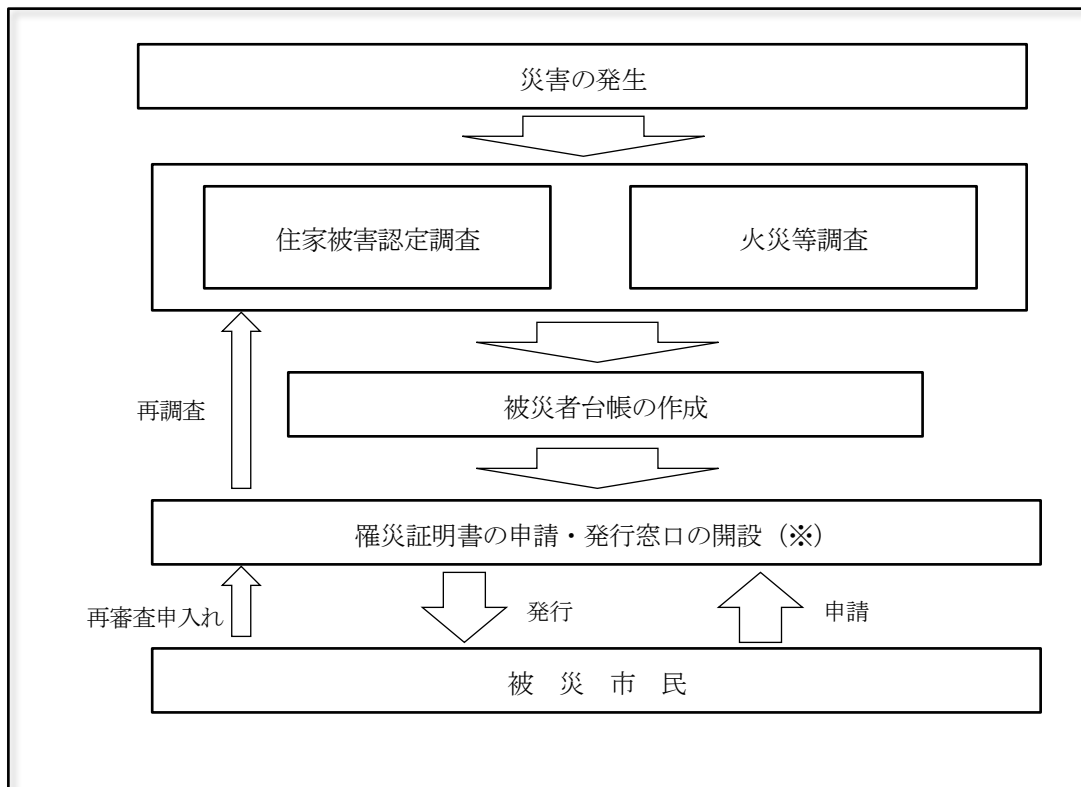 災害の発生
住家被害認定調査
火災等調査
再調査
被災者台帳の作成
罹災証明書の申請・発行窓口の開設（※）
再審査申入れ
発行
申請
被　災　市　民